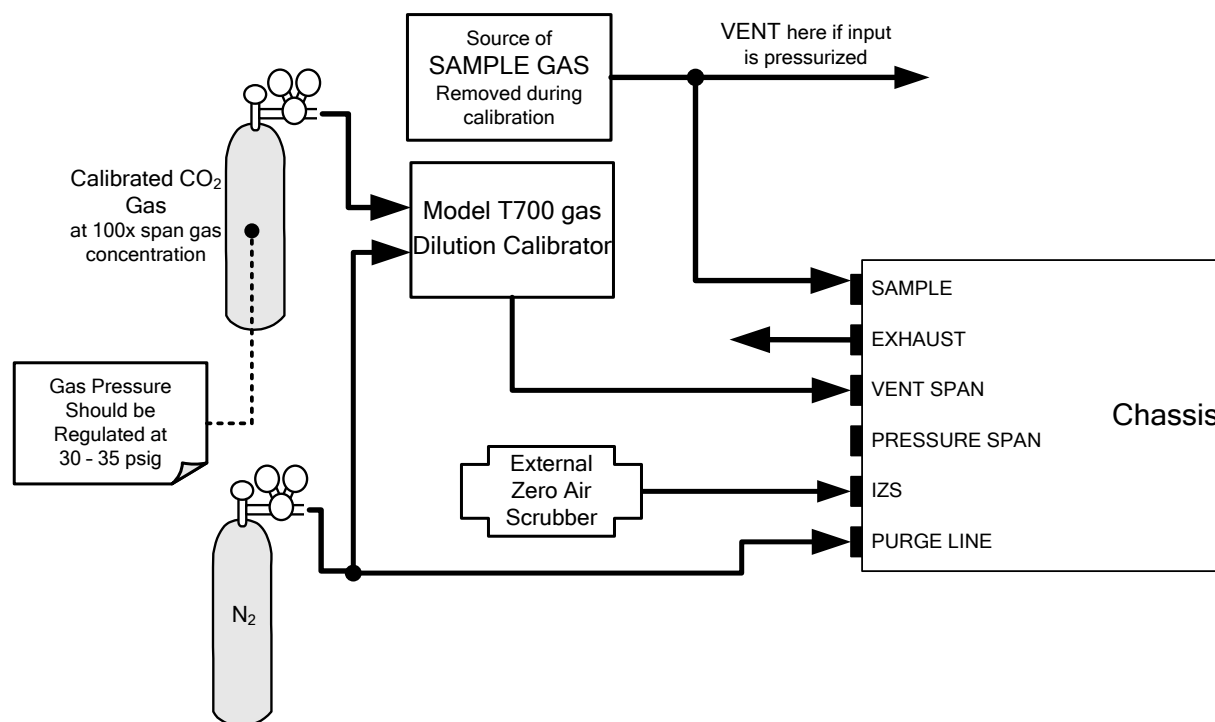 Source of
SAMPLE GAS
Removed during
calibration
VENT here if input
is pressurized
Calibrated CO₂
Gas
at 100x span gas
concentration
Model T700 gas
Dilution Calibrator
Gas Pressure
Should be
Regulated at
30 – 35 psig
N₂
External
Zero Air
Scrubber
SAMPLE
EXHAUST
VENT SPAN
PRESSURE SPAN
IZS
PURGE LINE
Chassis